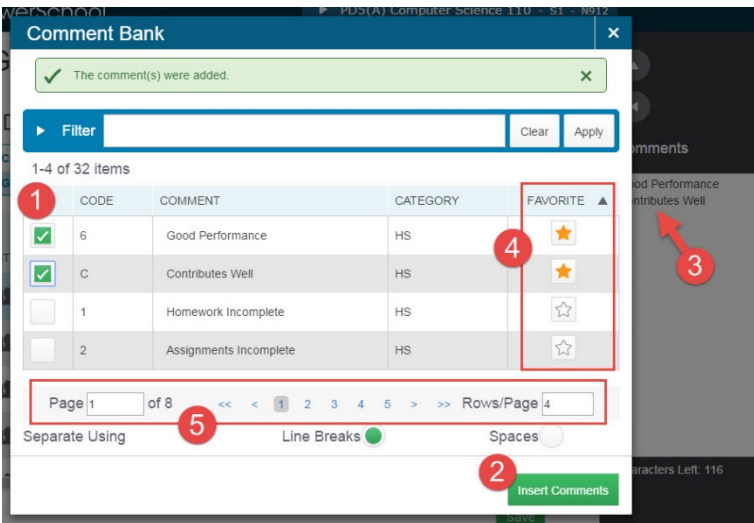 werSchool
PDS(A) Computer Science 110 - S1 - N912
Comment Bank
×
The comment(s) were added.
×
Filter
Clear
Apply
1-4 of 32 items
omments
1
CODE
COMMENT
CATEGORY
FAVORITE
ood Performance
ntributes Well
6
Good Performance
HS
4
3
C
Contributes Well
HS
1
Homework Incomplete
HS
2
Assignments Incomplete
HS
Page 1 of 8 << < 1 2 3 4 5 > >> Rows/Page 4
5
Separate Using
Line Breaks
Spaces
2
Insert Comments
aracters Left: 116
Save